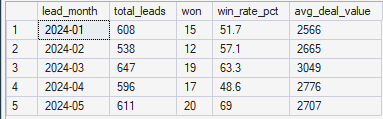 lead_month total_leads won win_rate_pct avg_deal_value
1 2024-01 608 15 51.7 2566
2 2024-02 538 12 57.1 2665
3 2024-03 647 19 63.3 3049
4 2024-04 596 17 48.6 2776
5 2024-05 611 20 69 2707